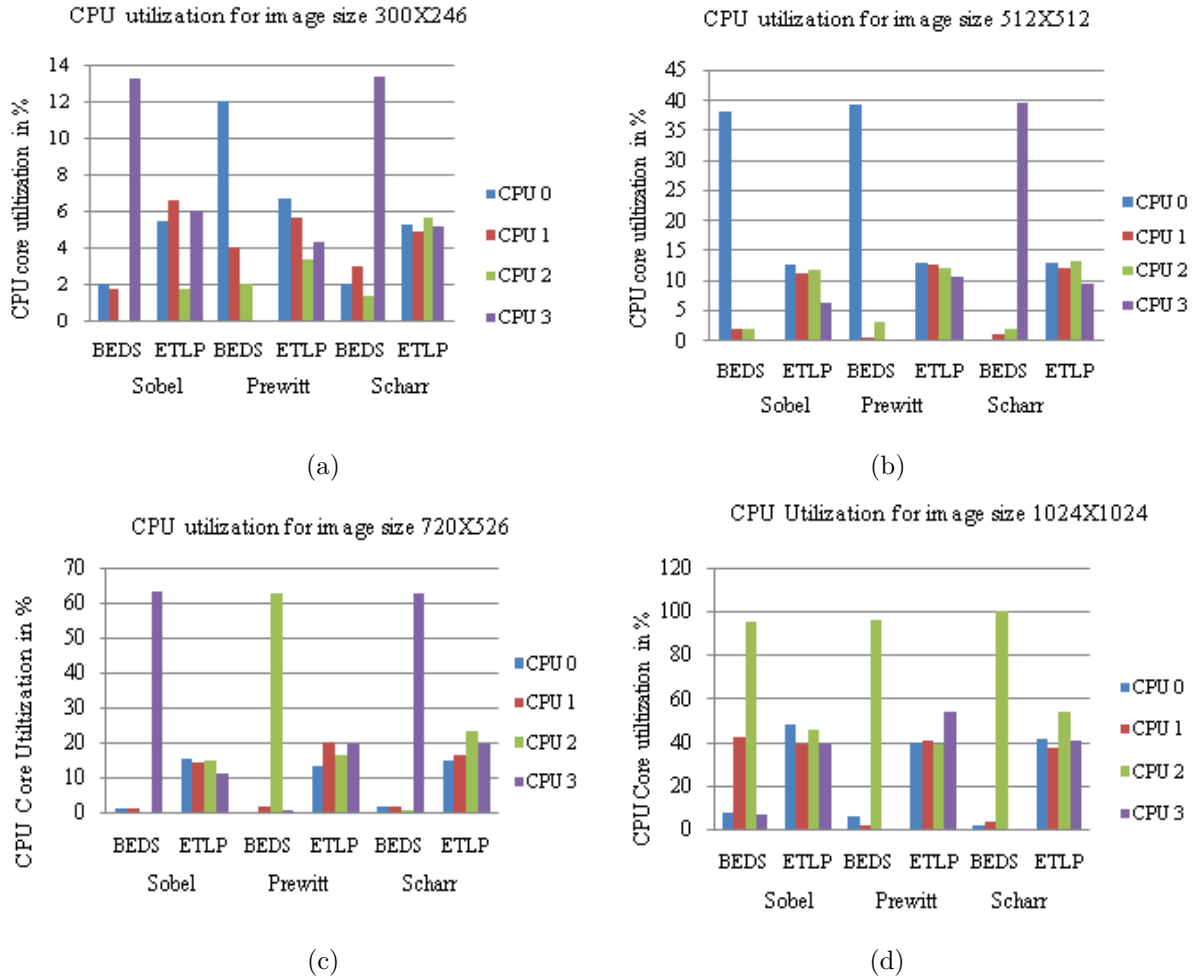 CPU utilization for image size 300X246
CPU core utiltization in %
14
12
10
8
6
4
2
0
BEDS ETLP BEDS ETLP BEDS ETLP
Sobel Prewitt Scharr
CPU 0
CPU 1
CPU 2
CPU 3
(a)
CPU utilization for image size 512X512
CPU core utiltization in %
45
40
35
30
25
20
15
10
5
0
BEDS ETLP BEDS ETLP BEDS ETLP
Sobel Prewitt Scharr
CPU 0
CPU 1
CPU 2
CPU 3
(b)
CPU utilization for image size 720X526
CPU Core Utiltization in %
70
60
50
40
30
20
10
0
BEDS ETLP BEDS ETLP BEDS ETLP
Sobel Prewitt Scharr
CPU 0
CPU 1
CPU 2
CPU 3
(c)
CPU Utilization for image size 1024X1024
CPU Core utiltization in %
120
100
80
60
40
20
0
BEDS ETLP BEDS ETLP BEDS ETLP
Sobel Prewitt Scharr
CPU 0
CPU 1
CPU 2
CPU 3
(d)